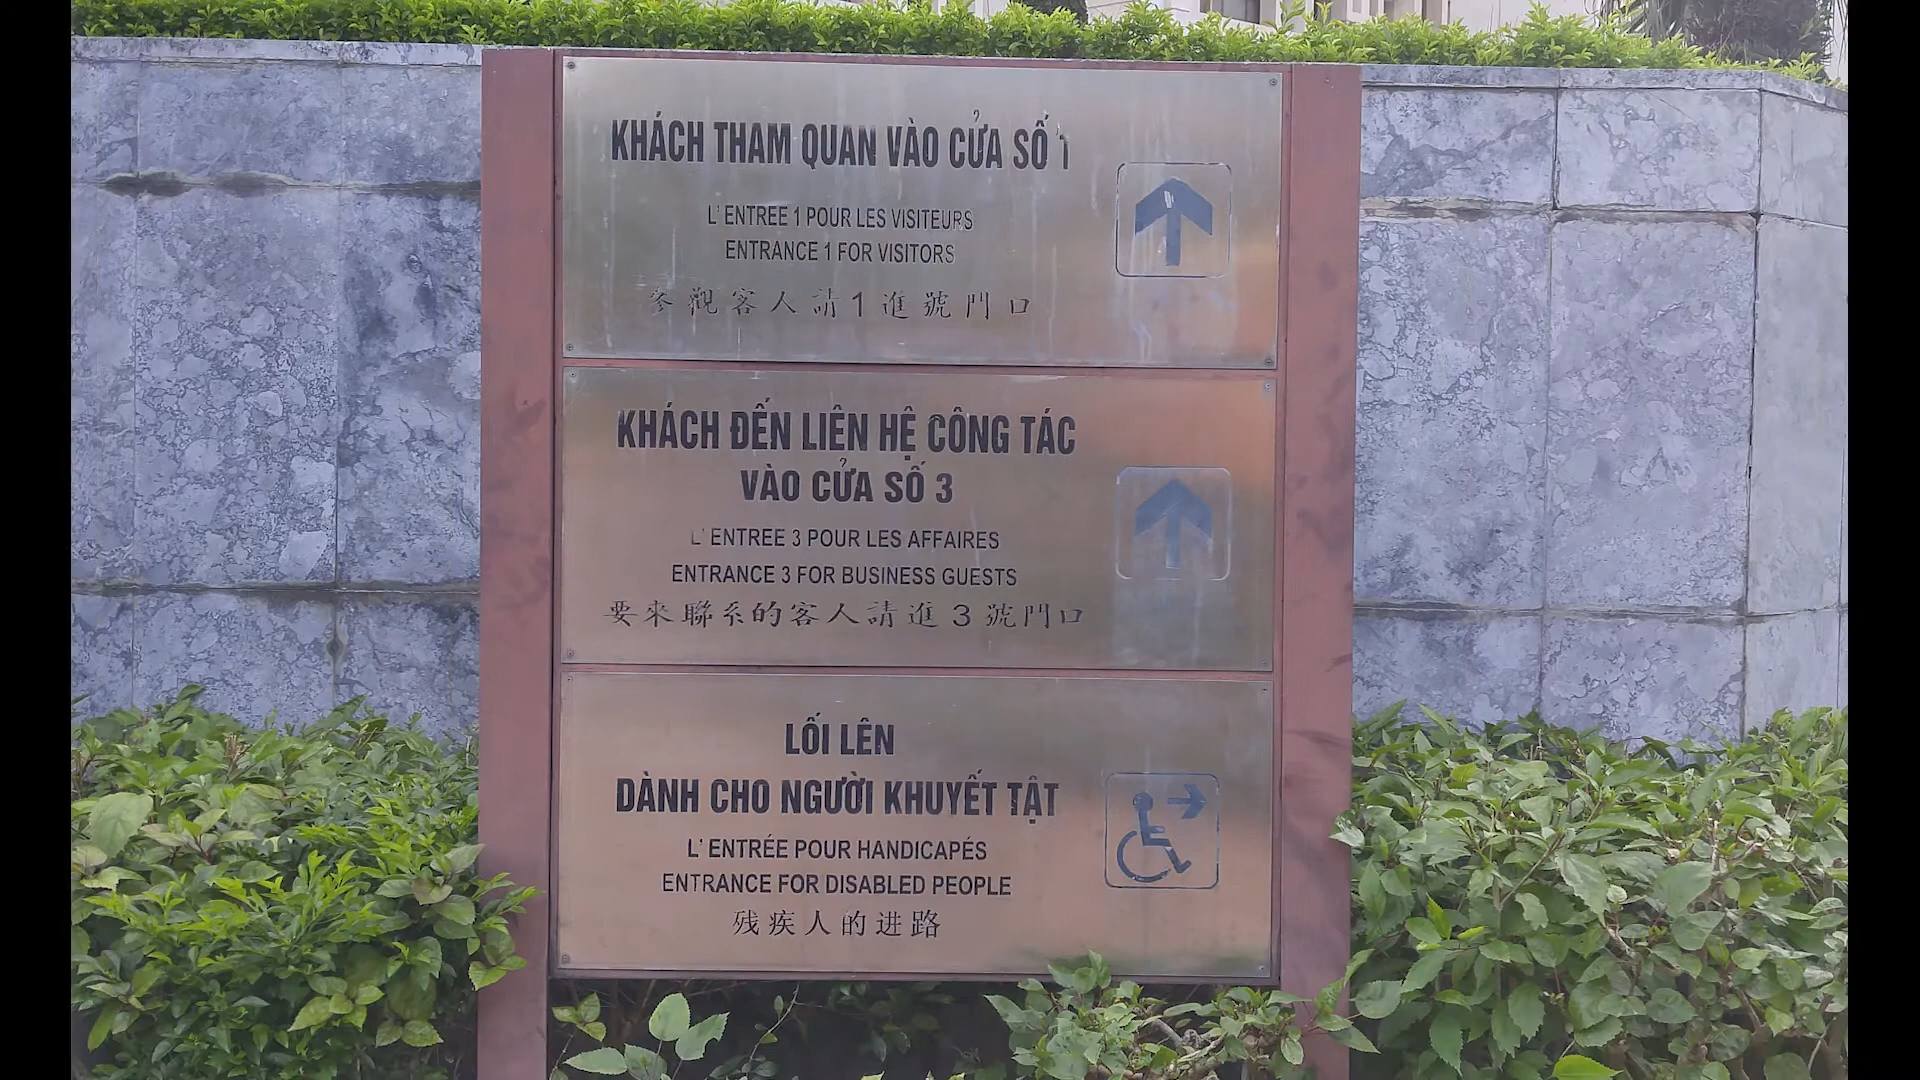 KHÁCH THAM QUAN VÀO CỬA SỐ 1
L' ENTREE 1 POUR LES VISITEURS
ENTRANCE 1 FOR VISITORS
參觀客人請1進號門口
KHÁCH ĐẾN LIÊN HỆ CÔNG TÁC
VÀO CỬA SỐ 3
L' ENTREE 3 POUR LES AFFAIRES
ENTRANCE 3 FOR BUSINESS GUESTS
要來聯系的客人請進3號門口
LỐI LÊN
DÀNH CHO NGƯỜI KHUYẾT TẬT
L' ENTRÉE POUR HANDICAPÉS
ENTRANCE FOR DISABLED PEOPLE
残疾人的进路